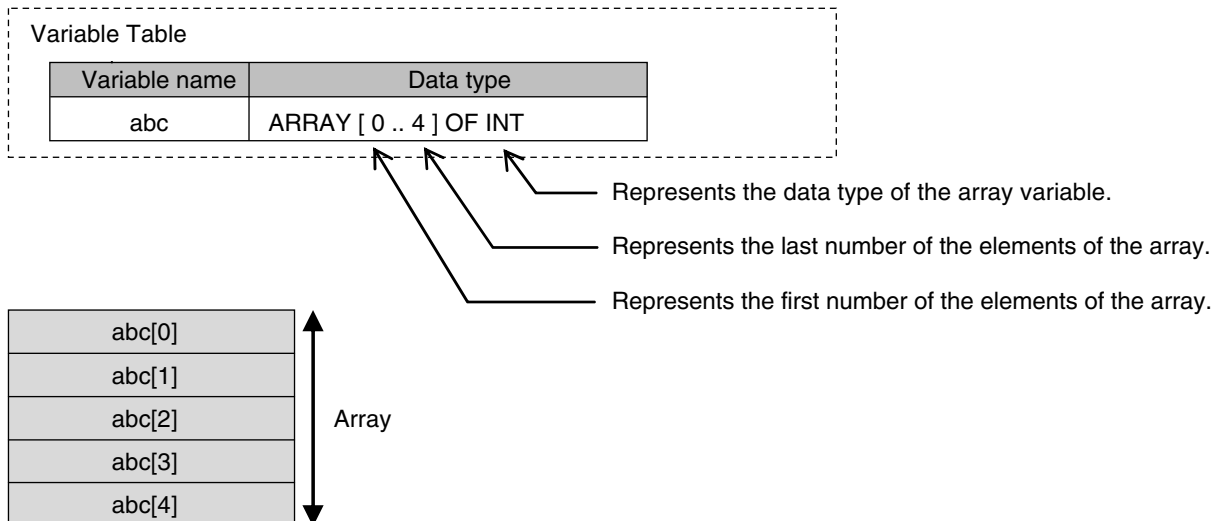 Variable Table
Variable name Data type
abc ARRAY [ 0 .. 4 ] OF INT
Represents the data type of the array variable.
Represents the last number of the elements of the array.
Represents the first number of the elements of the array.
abc[0]
abc[1]
abc[2]
Array
abc[3]
abc[4]